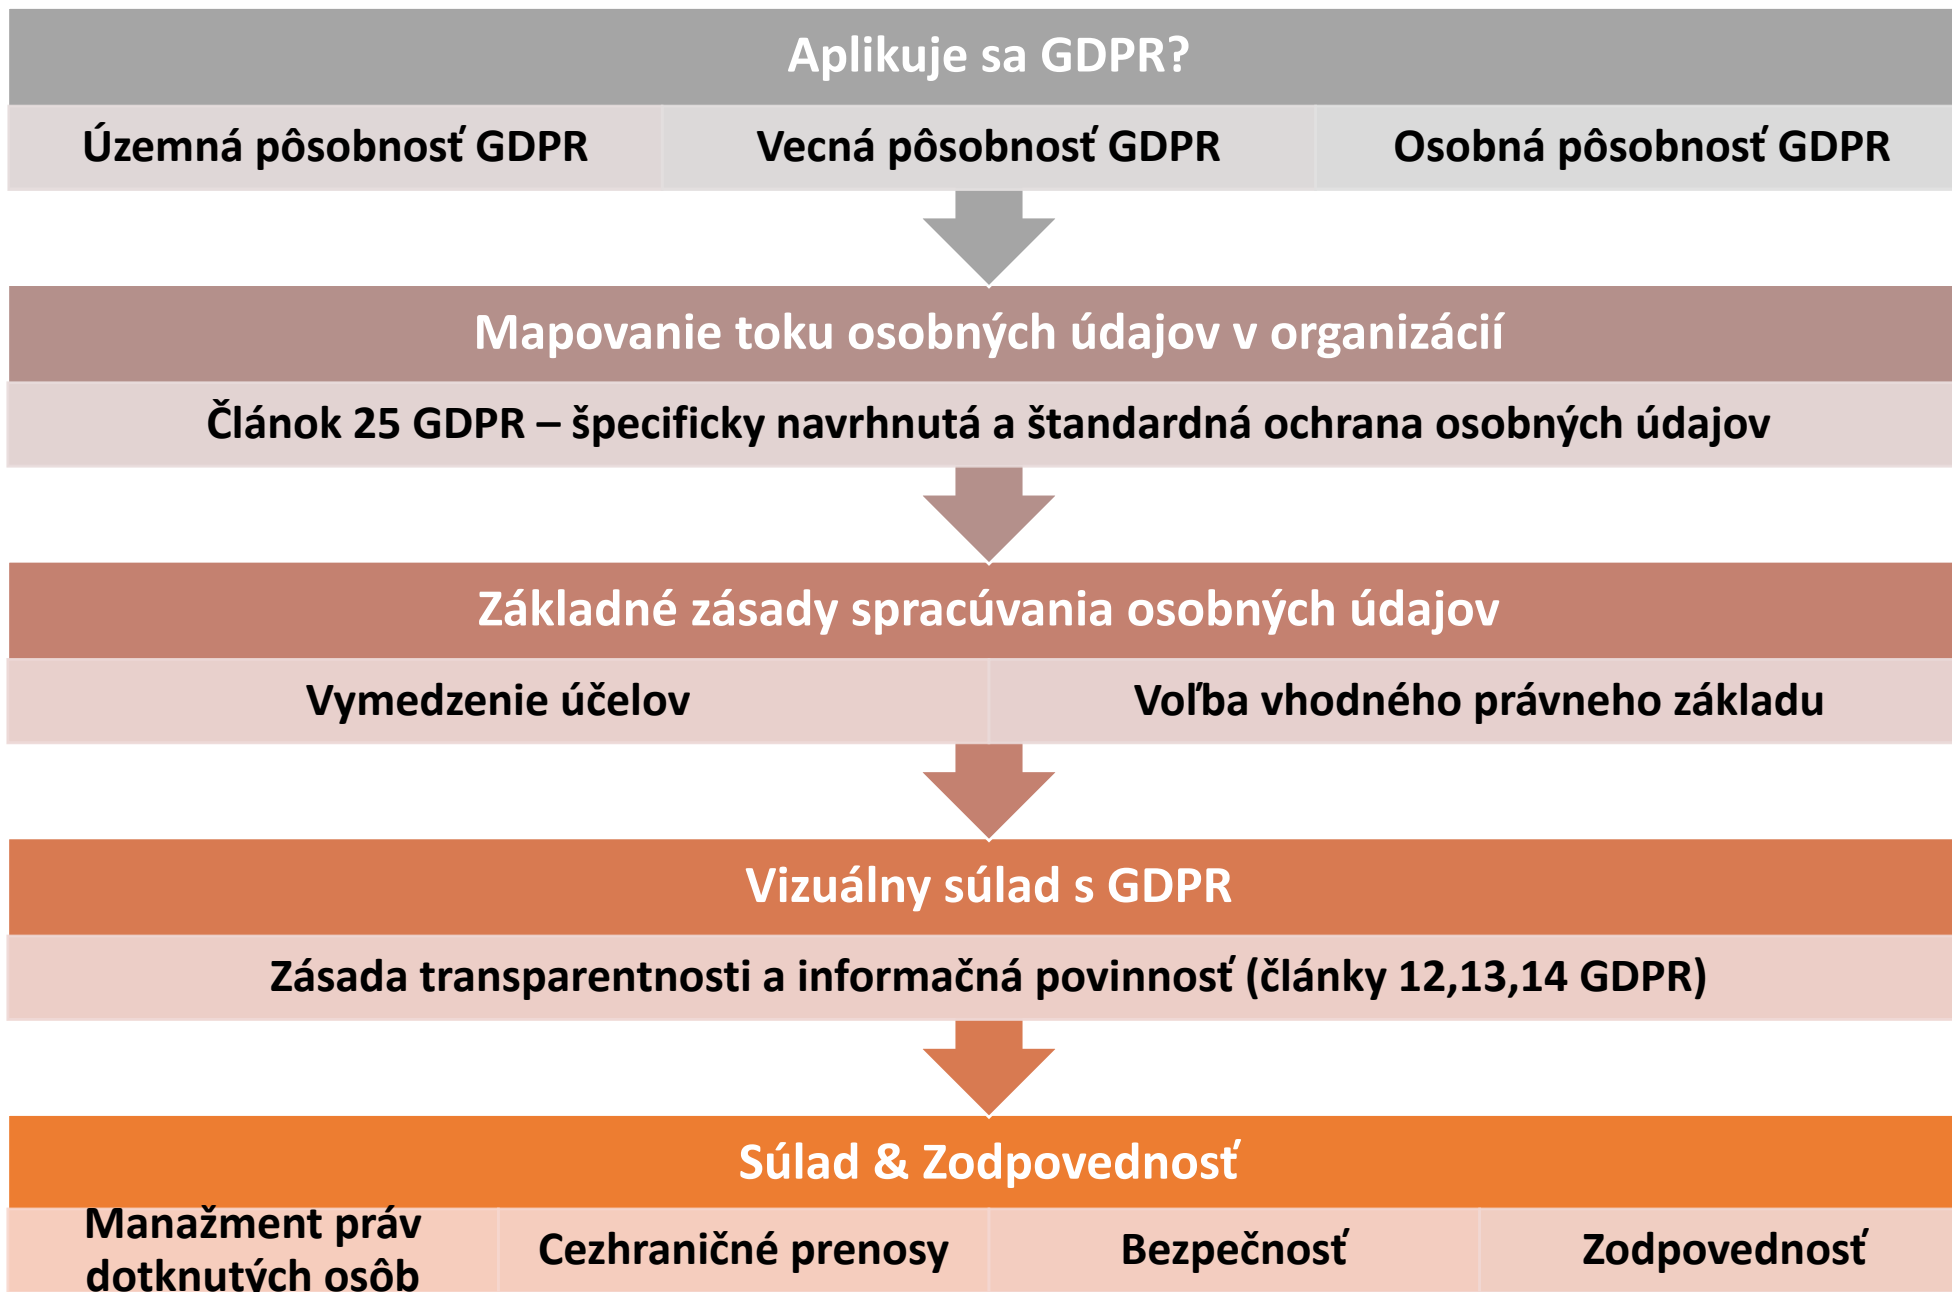 Aplikuje sa GDPR?
Územná pôsobnosť GDPR
Vecná pôsobnosť GDPR
Osobná pôsobnosť GDPR
Mapovanie toku osobných údajov v organizácií
Článok 25 GDPR – špecificky navrhnutá a štandardná ochrana osobných údajov
Základné zásady spracúvania osobných údajov
Vymedzenie účelov
Voľba vhodného právneho základu
Vizuálny súlad s GDPR
Zásada transparentnosti a informačná povinnosť (články 12,13,14 GDPR)
Súlad & Zodpovednosť
Manažment práv
dotknutých osôb
Cezhraničné prenosy
Bezpečnosť
Zodpovednosť